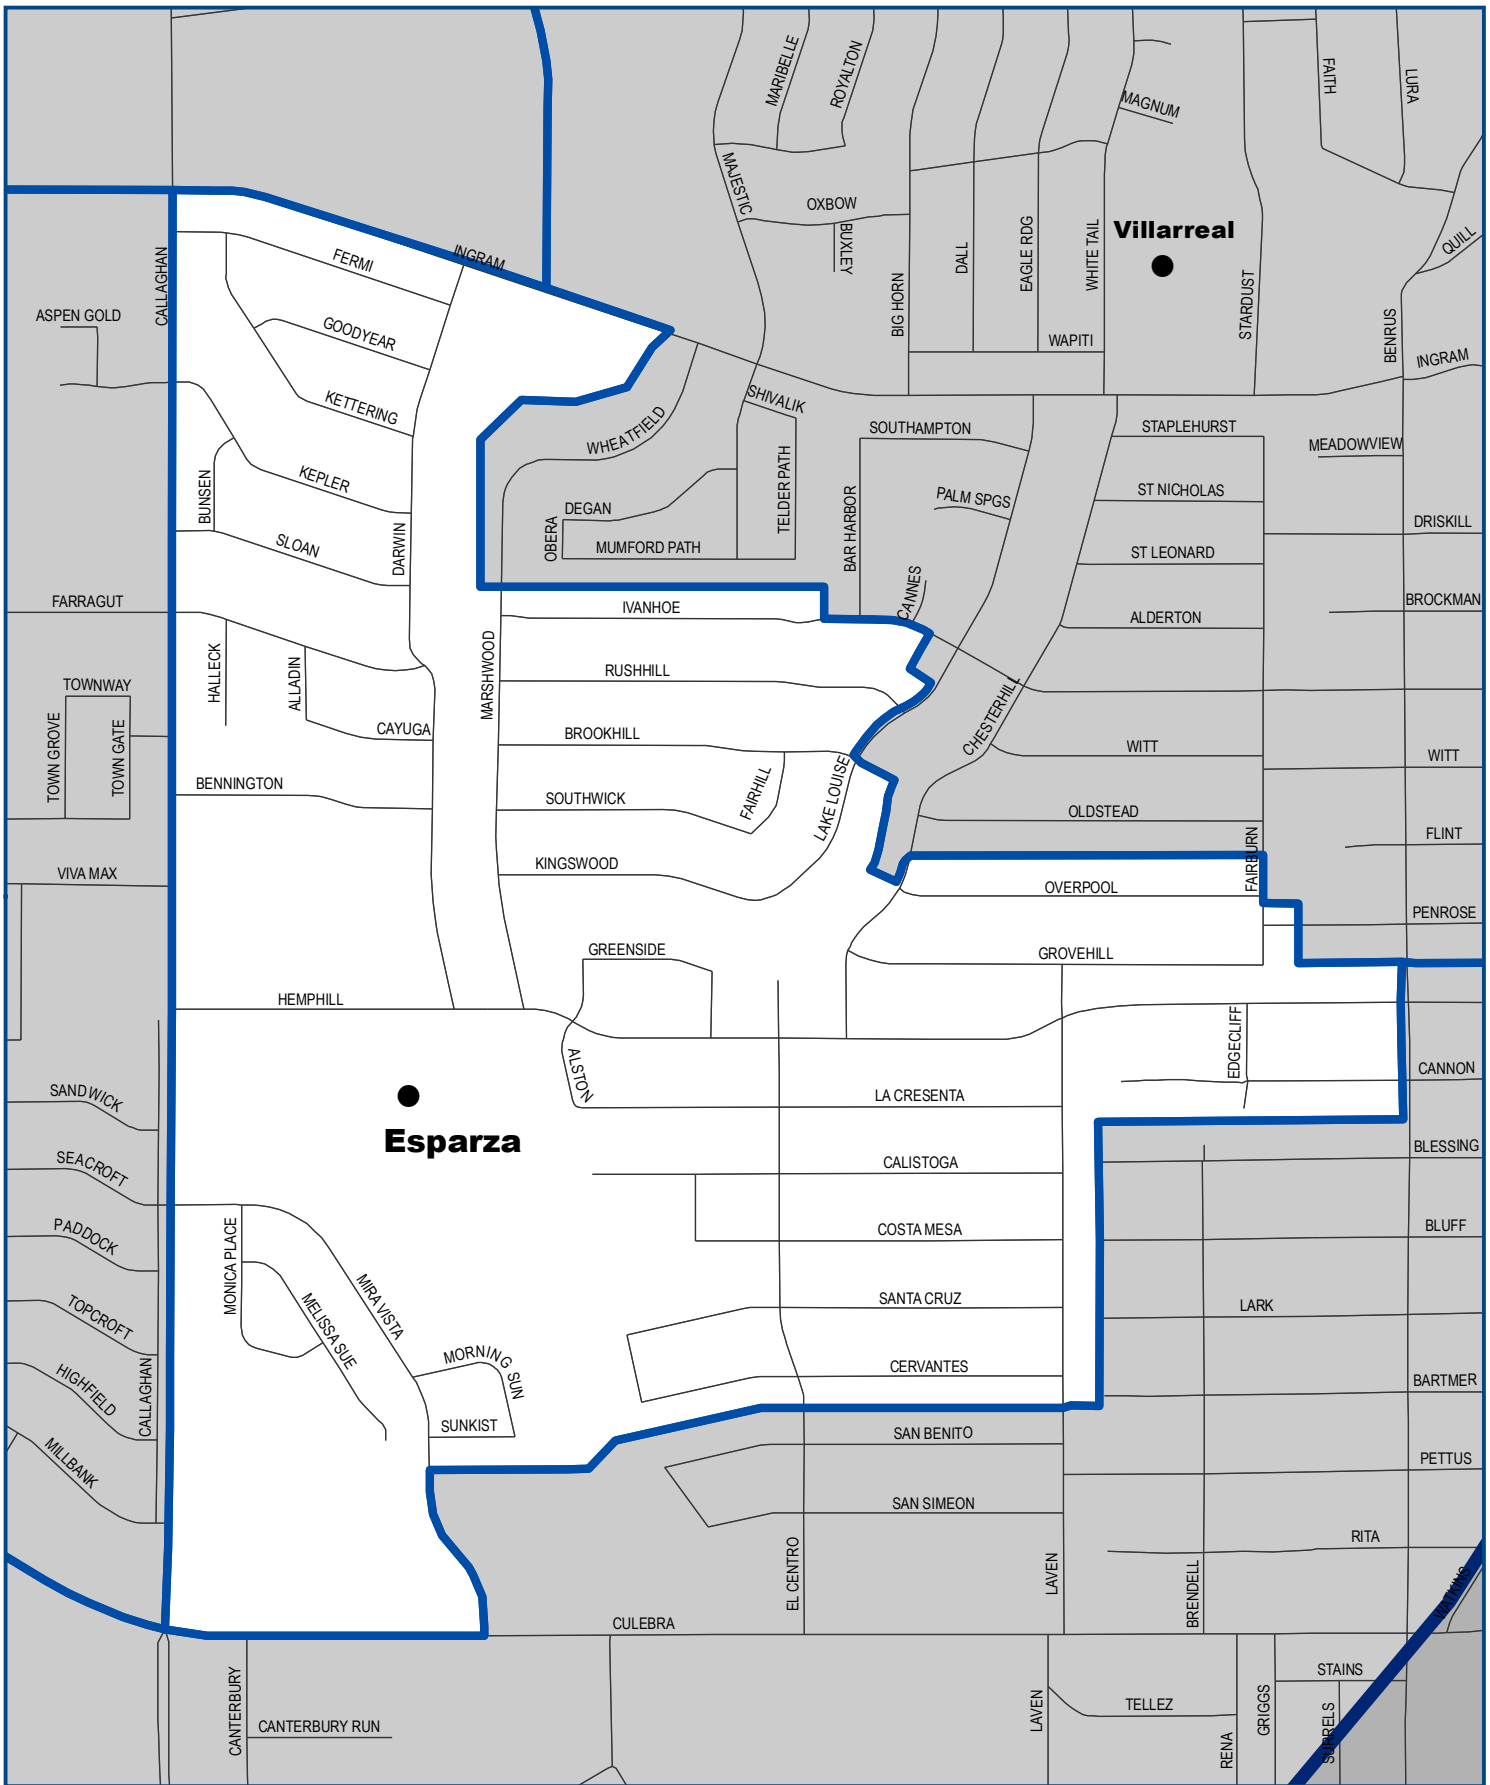 MARIBELLE
ROYALTON
FAITH
LURA
MAGNUM
MAJESTIC
OXBOW
BUXLEY
Villarreal
BIG HORN
DALL
EAGLE RDG
WHITE TAIL
STARDUST
QUILL
CALLAGHAN
FERMI
INGRAM
ASPEN GOLD
GOODYEAR
WAPITI
BENRUS
INGRAM
KETTERING
SHIVALIK
WHEATFIELD
SOUTHAMPTON
STAPLEHURST
MEADOWVIEW
BUNSEN
KEPLER
TELDER PATH
BAR HARBOR
PALM SPGS
ST NICHOLAS
DEGAN
OBERA
MUMFORD PATH
SLOAN
DARWIN
DRISKILL
ST LEONARD
CANNES
FARRAGUT
IVANHOE
ALDERTON
BROCKMAN
HALLECK
ALLADIN
MARSHWOOD
RUSHHILL
TOWNWAY
TOWN GROVE
TOWN GATE
CAYUGA
BROOKHILL
CHESTERHILL
WITT
WITT
BENNINGTON
SOUTHWICK
FAIRHILL
LAKE LOUISE
OLDSTEAD
FLINT
VIVA MAX
KINGSWOOD
OVERPOOL
FAIRBURN
PENROSE
GREENSIDE
GROVEHILL
HEMPHILL
ALSTON
EDGECLIFF
CANNON
SANDWICK
LA CRESENTA
Esparza
BLESSING
SEACROFT
CALISTOGA
PADDOCK
MONICA PLACE
COSTA MESA
BLUFF
TOPCROFT
MELISSA SUE
MIRA VISTA
SANTA CRUZ
LARK
HIGHFIELD
CALLAGHAN
MORNING SUN
CERVANTES
BARTMER
SUNKIST
SAN BENITO
MILLBANK
PETTUS
SAN SIMEON
EL CENTRO
LAVEN
BRENDELL
RITA
WATKINS
CULEBRA
CANTERBURY
CANTERBURY RUN
LAVEN
TELLEZ
RENA
GRIGGS
STAINS
SURRELS